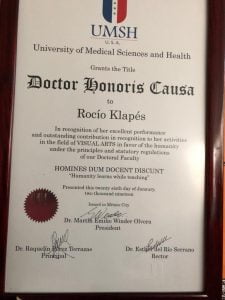 UMSH
U.S.A.
University of Medical Sciences and Health
Grants the Title
Doctor Honoris Causa
to
Rocío Klapés
In recognition of her excellent performance
and outstanding contribution in recognition to her activities
in the field of VISUAL ARTS in favor of the humanity
under the principles and statutory regulations
of our Doctoral Faculty
HOMINES DUM DOCENT DISCUNT
"Humanity learns while teaching"
Presented this twenty sixth day of January,
two thousand nineteen
Issued in México City
Dr. Martín Emilio Winder Olvera
President
Dr. Raquelín Pérez Terrazas
Principal
Dr. Esther del Río Serrano
Rector